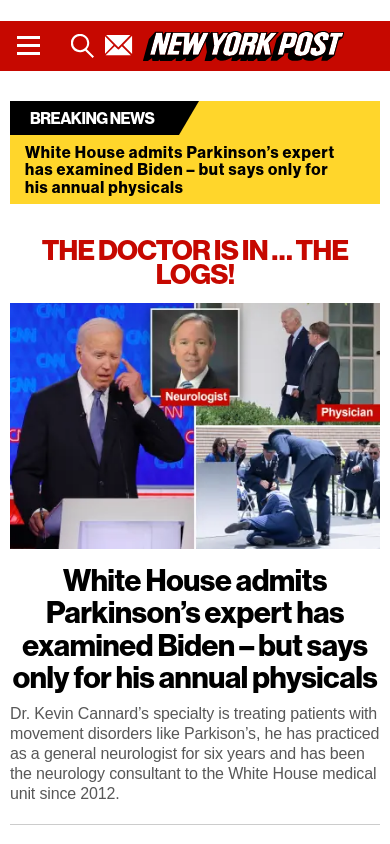 NEW YORK POST
BREAKING NEWS
White House admits Parkinson’s expert
has examined Biden – but says only for
his annual physicals
THE DOCTOR IS IN … THE
LOGS!
CNN
CNN
CNN
Neurologist
Physician
White House admits
Parkinson’s expert has
examined Biden – but says
only for his annual physicals
Dr. Kevin Cannard’s specialty is treating patients with
movement disorders like Parkison’s, he has practiced
as a general neurologist for six years and has been
the neurology consultant to the White House medical
unit since 2012.